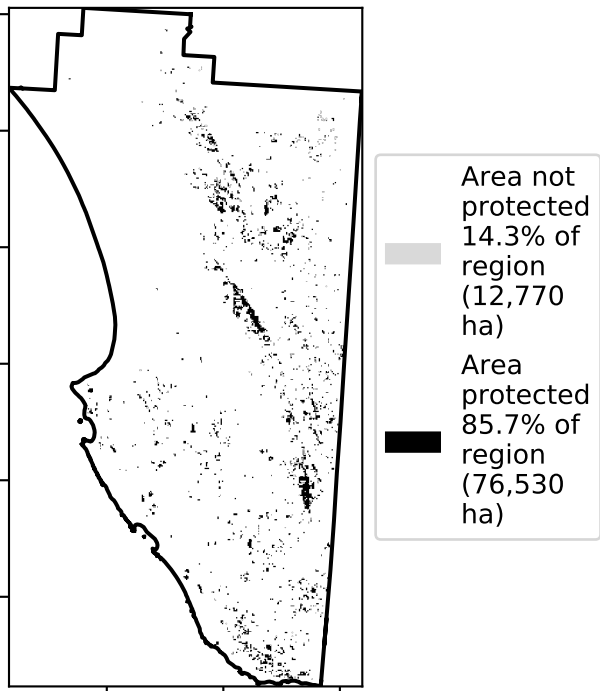 Area not
protected
14.3% of
region
(12,770
ha)
Area
protected
85.7% of
region
(76,530
ha)